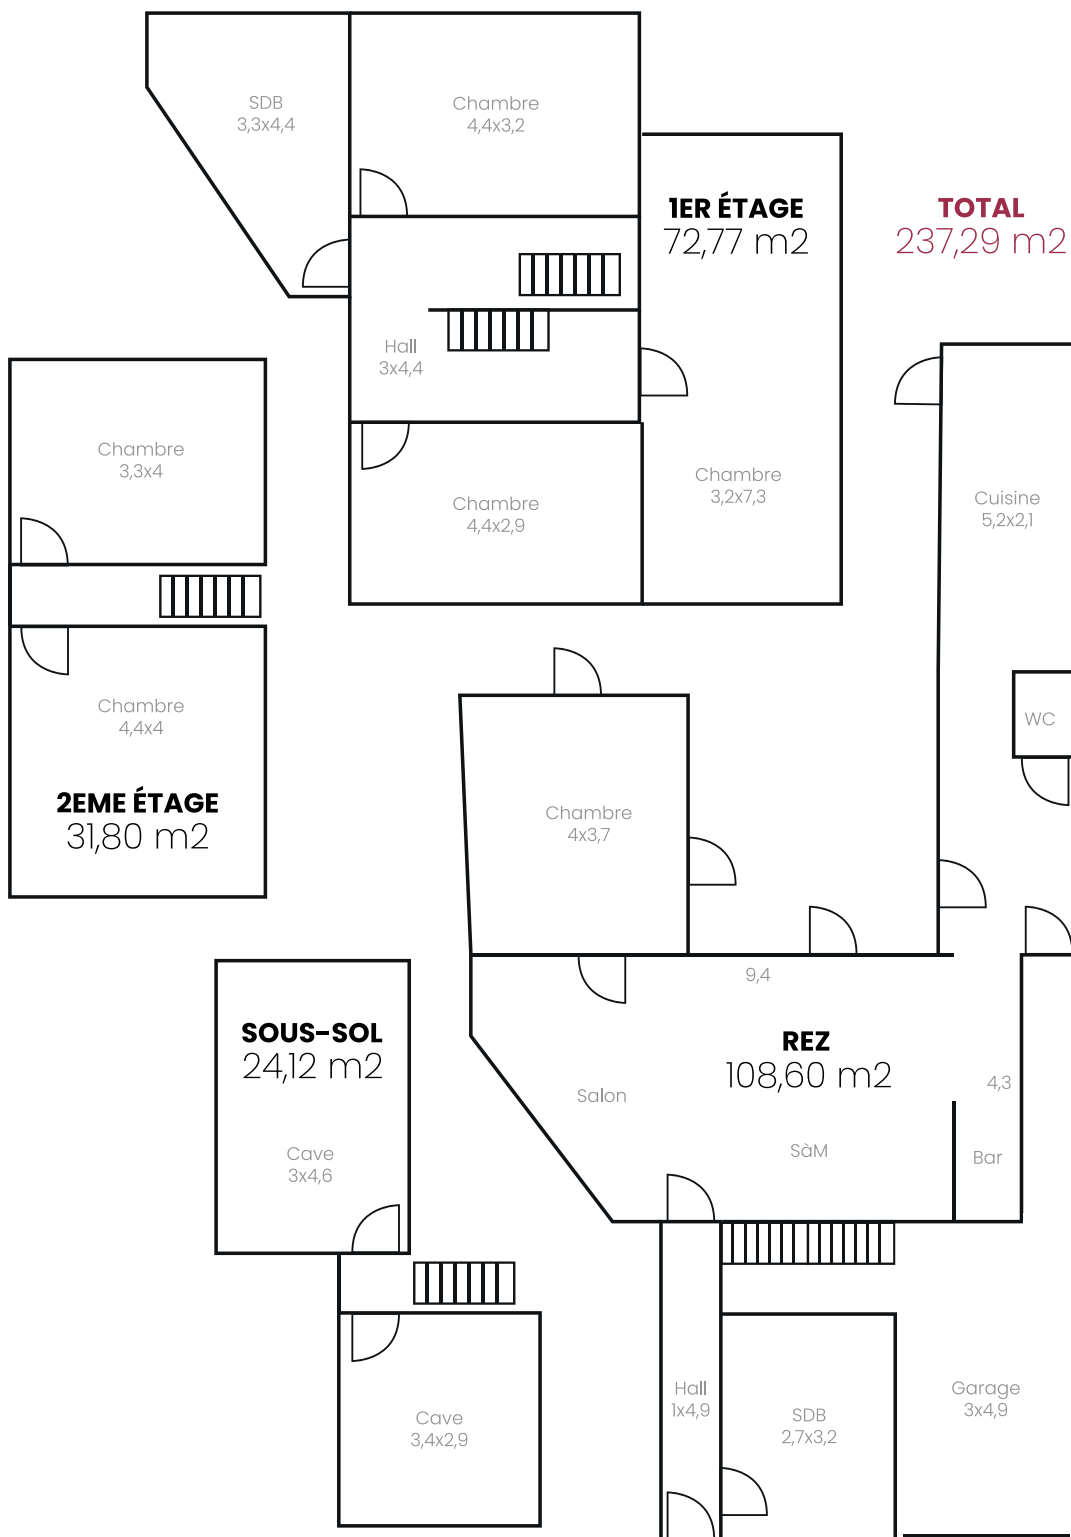 SDB
3,3x4,4
Chambre
4,4x3,2
1ER ÉTAGE
72,77 m2
TOTAL
237,29 m2
Hall
3x4,4
Chambre
3,3x4
Chambre
4,4x2,9
Chambre
3,2x7,3
Cuisine
5,2x2,1
Chambre
4,4x4
2EME ÉTAGE
31,80 m2
WC
Chambre
4x3,7
9,4
SOUS-SOL
24,12 m2
REZ
108,60 m2
Salon
4,3
SàM
Bar
Cave
3x4,6
Hall
1x4,9
Garage
3x4,9
SDB
2,7x3,2
Cave
3,4x2,9